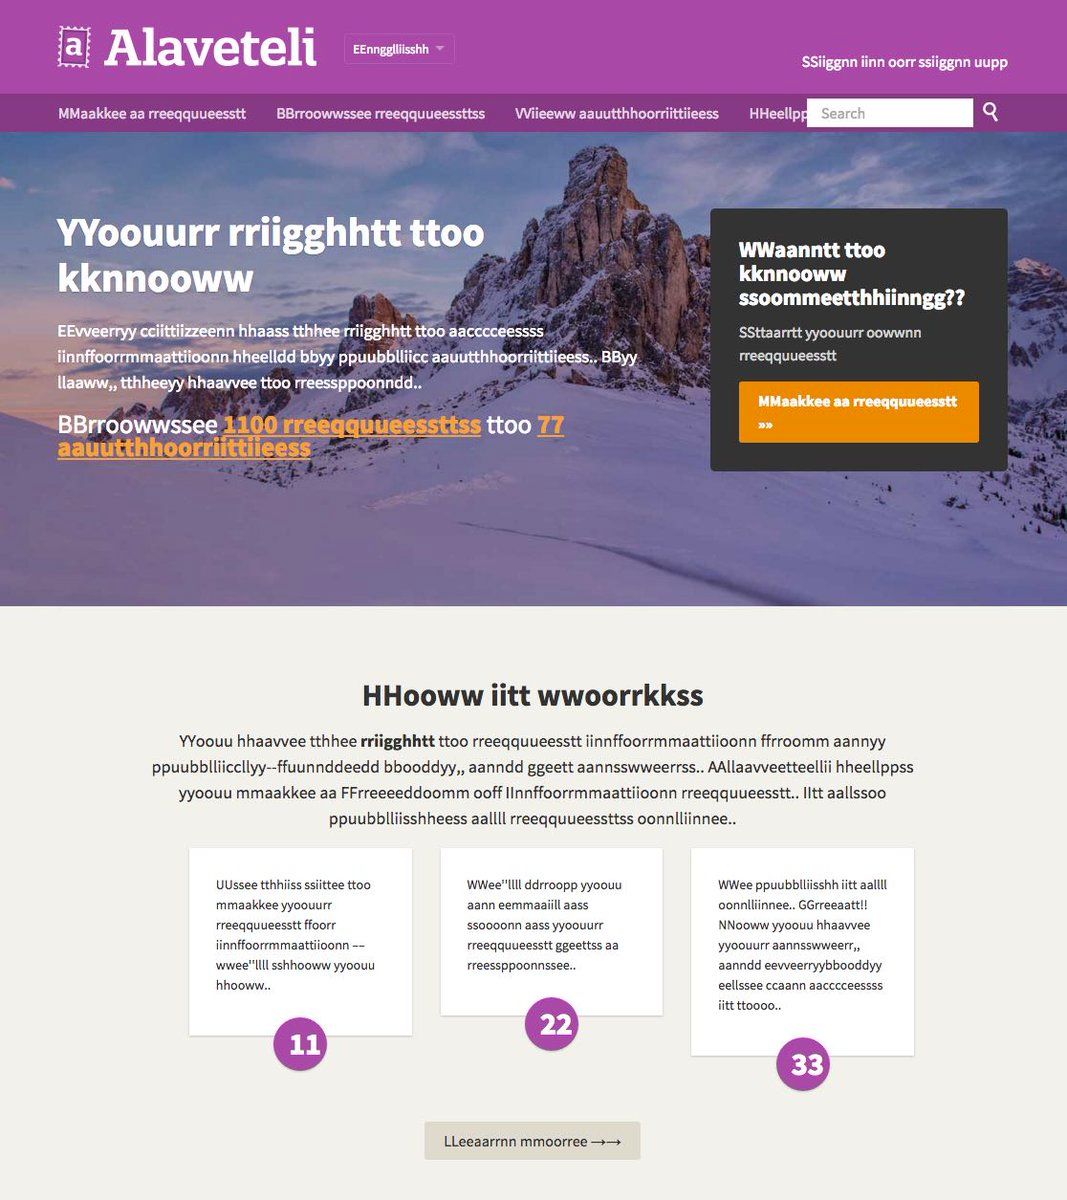 a Alaveteli
EEnngglliisshh
SSiiggnn iinn oorr ssiiggnn uupp
MMaakkee aa rreeqquueesstt
BBrroowwssee rreeqquueessttss
VViieeww aauutthhoorriittiieess
HHeellpp
Search
YYoouurr rriigghhtt ttoo
kknnooww
EEvveerryy cciittiizzeenn hhaass tthhee rriigghhtt ttoo aacccceessss
iinnffoorrmmaattiioonn hheelldd bbyy ppuubblliicc aauutthhoorriittiieess.. BByy
llaaww,, tthheeyy hhaavvee ttoo rreessppoonndd..
BBrroowwssee 1100 rreeqquueessttss ttoo 77
aauutthhoorriittiieess
WWaanntt ttoo
kknnooww
ssoommeetthhiinngg??
SSttaarrtt yyoouurr oowwnn
rreeqquueesstt
MMaakkee aa rreeqquueesstt
»»
HHooww iitt wwoorrkkss
YYoouu hhaavvee tthhee rriigghhtt ttoo rreeqquueesstt iinnffoorrmmaattiioonn ffrroomm aannyy
ppuubblliiccllyy--ffuunnddeedd bbooddyy,, aanndd ggeett aannsswweerrss.. AAllaavveetteellii hheellppss
yyoouu mmaakkee aa FFrreeeeddoomm ooff IInnffoorrmmaattiioonn rreeqquueesstt.. IItt aallssoo
ppuubblliisshheess aallll rreeqquueessttss oonnlliinnee..
UUssee tthhiiss ssiittee ttoo
mmaakkee yyoouurr
rreeqquueesstt ffoorr
iinnffoorrmmaattiioonn ––
wwee''llll sshhooww yyoouu
hhooww..
11
WWee''llll ddrroopp yyoouu
aann eemmaaiill aass
ssoooonn aass yyoouurr
rreeqquueesstt ggeettss aa
rreessppoonnssee..
22
WWee ppuubblliisshh iitt aallll
oonnlliinnee.. GGrreeaatt!!
NNooww yyoouu hhaavvee
yyoouurr aannsswweerr,,
aanndd eevveerryybbooddyy
eellssee ccaann aacccceessss
iitt ttoooo..
33
LLeeaarrnn mmoorree →→